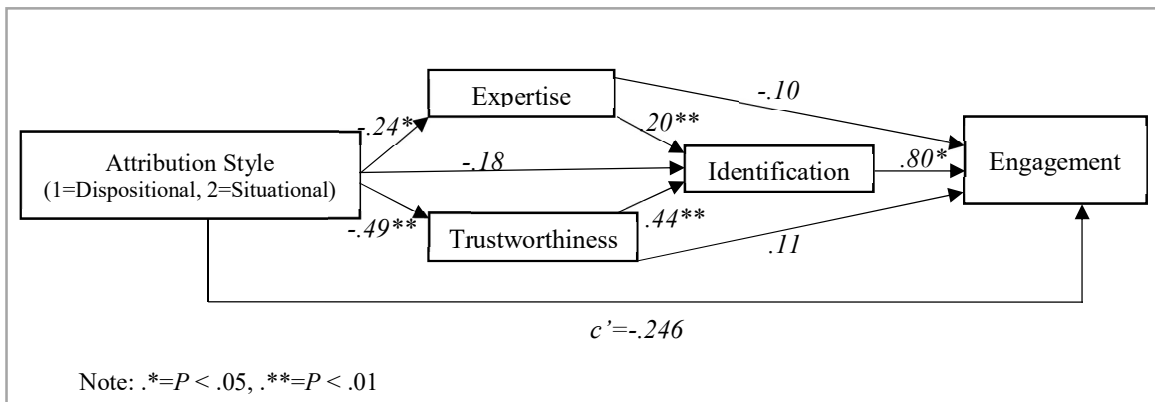 Expertise
-.10
-.24*
.20**
Attribution Style
(1=Dispositional, 2=Situational)
-.18
Identification
.80*
Engagement
-.49**
Trustworthiness
.44**
.11
c’=-.246
Note: .*=P < .05, .**=P < .01